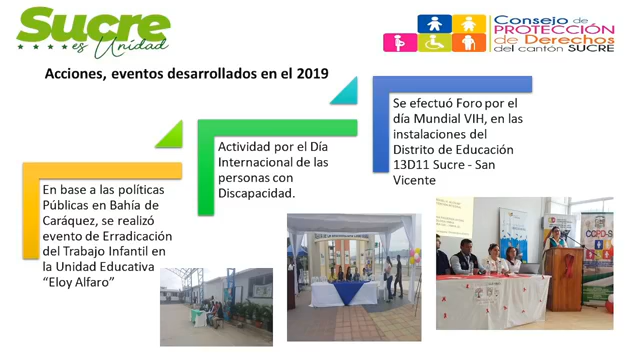 Sucre
es Unidad
Consejo de
PROTECCIÓN
de Derechos
del cantón SUCRE
Acciones, eventos desarrollados en el 2019
En base a las políticas
Públicas en Bahía de
Caráquez, se realizó
evento de Erradicación
del Trabajo Infantil en
la Unidad Educativa
“Eloy Alfaro”
Actividad por el Día
Internacional de las
personas con
Discapacidad.
Se efectuó Foro por el
día Mundial VIH, en las
instalaciones del
Distrito de Educación
13D11 Sucre - San
Vicente
CCPD-S